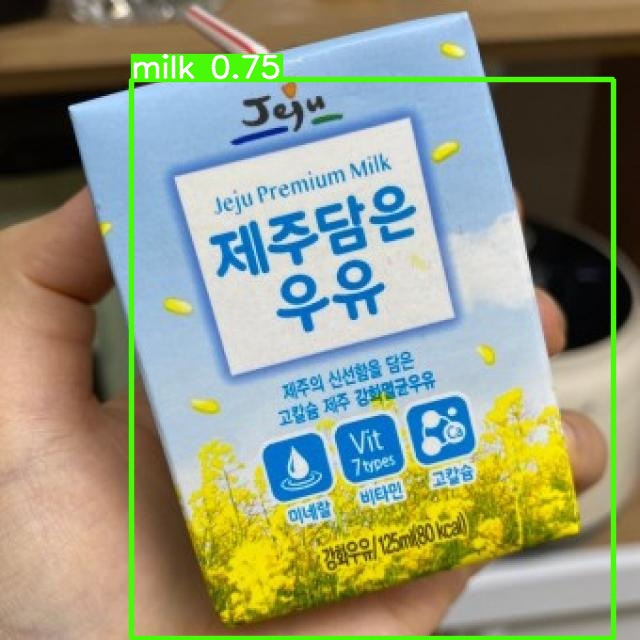 milk 0.75
Jeju
Jeju Premium Milk
제주담은
우유
제주의 신선함을 담은
고칼슘 제주 강화멸균우유
Vit
7 types
Ca
미네랄
비타민
고칼슘
강화우유/125ml(80 kcal)